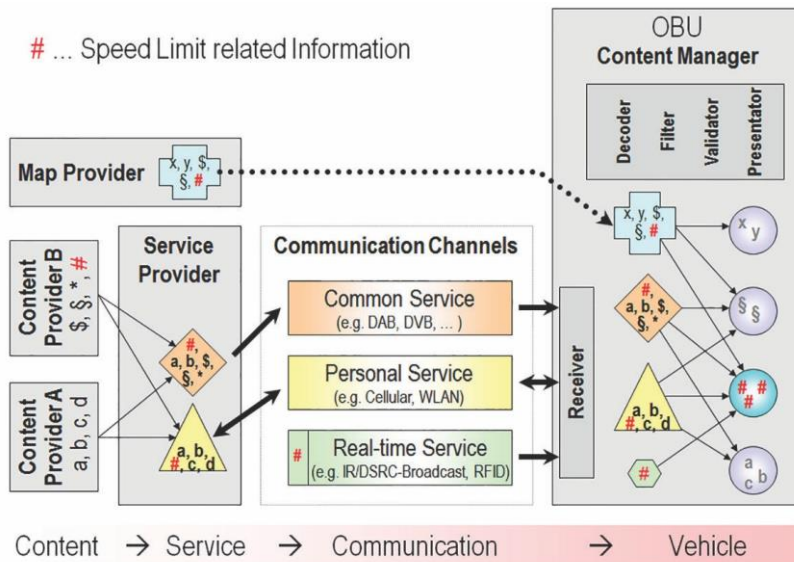 # ... Speed Limit related Information
OBU
Content Manager
Decoder
Filter
Validator
Presentator
Map Provider
x, y, $,
§, #
x, y, $,
§, #
x
y
Content
Provider B
$, §, *, #
Service
Provider
Communication Channels
#,
a, b, $,
§, *
Common Service
(e.g. DAB, DVB, ... )
#,
a, b, $,
§, *
§ §
Content
Provider A
a, b, c, d
a, b,
#, c, d
Personal Service
(e.g. Cellular, WLAN)
Receiver
a, b,
#, c, d
# #
#
#
Real-time Service
(e.g. IR/DSRC-Broadcast, RFID)
#
a
c b
Content → Service → Communication → Vehicle